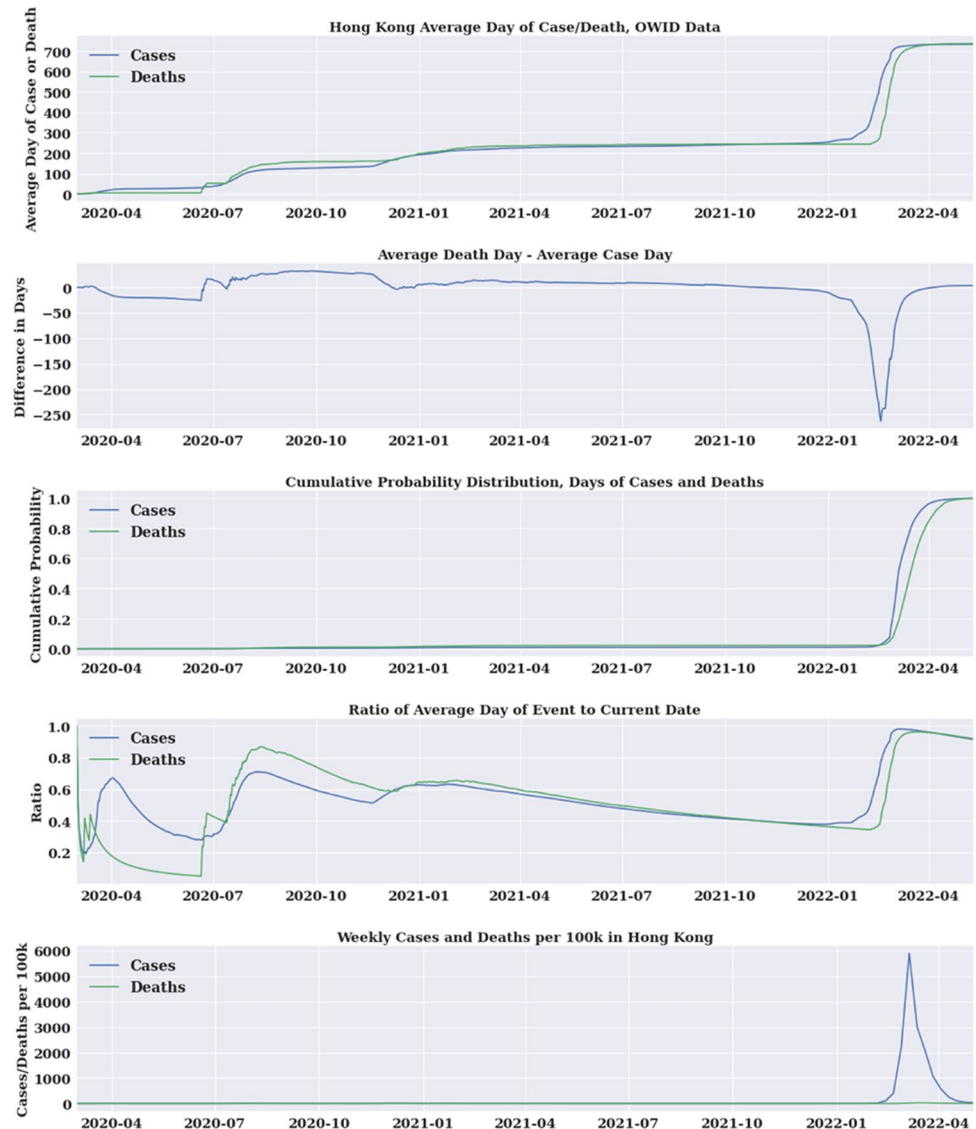 Hong Kong Average Day of Case/Death, OWID Data
Average Day of Case or Death
700
600
500
400
300
200
100
0
Cases
Deaths
2020-04 2020-07 2020-10 2021-01 2021-04 2021-07 2021-10 2022-01 2022-04
Average Death Day - Average Case Day
Difference in Days
0
−50
−100
−150
−200
−250
2020-04 2020-07 2020-10 2021-01 2021-04 2021-07 2021-10 2022-01 2022-04
Cumulative Probability Distribution, Days of Cases and Deaths
Cumulative Probability
1.0
0.8
0.6
0.4
0.2
0.0
Cases
Deaths
2020-04 2020-07 2020-10 2021-01 2021-04 2021-07 2021-10 2022-01 2022-04
Ratio of Average Day of Event to Current Date
Ratio
1.0
0.8
0.6
0.4
0.2
Cases
Deaths
2020-04 2020-07 2020-10 2021-01 2021-04 2021-07 2021-10 2022-01 2022-04
Weekly Cases and Deaths per 100k in Hong Kong
Cases/Deaths per 100k
6000
5000
4000
3000
2000
1000
0
Cases
Deaths
2020-04 2020-07 2020-10 2021-01 2021-04 2021-07 2021-10 2022-01 2022-04